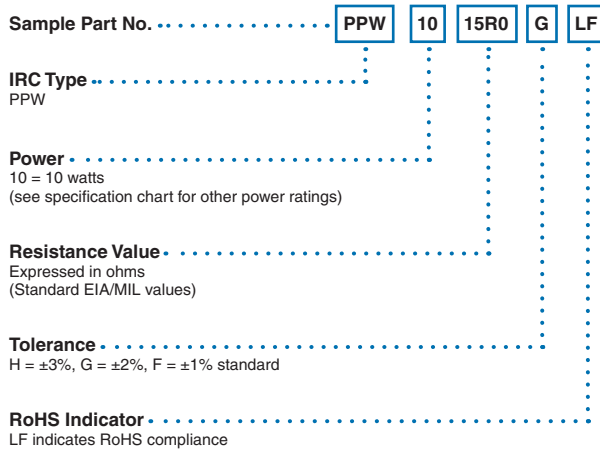 Sample Part No. PPW 10 15R0 G LF
IRC Type
PPW
Power
10 = 10 watts
(see specification chart for other power ratings)
Resistance Value
Expressed in ohms
(Standard EIA/MIL values)
Tolerance
H = ±3%, G = ±2%, F = ±1% standard
RoHS Indicator
LF indicates RoHS compliance